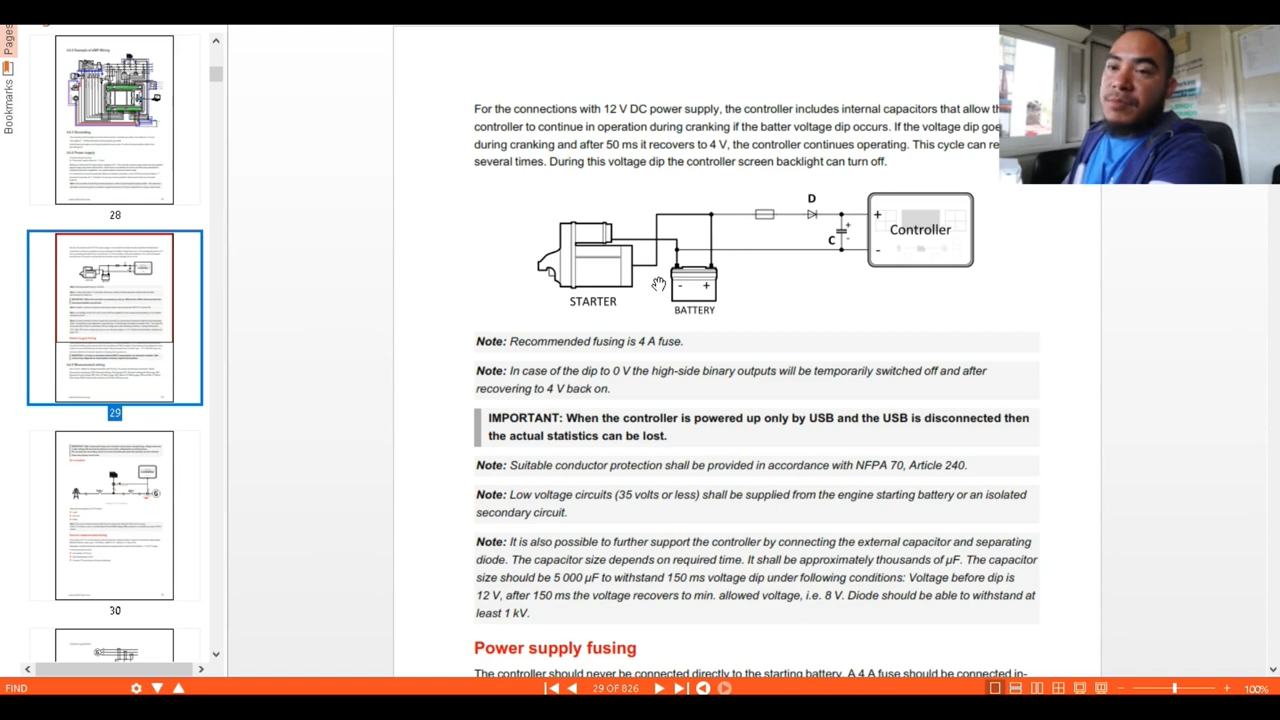 Pages
Bookmarks
28
29
30
For the connections with 12 V DC power supply, the controller includes internal capacitors that allow th
controller to continue in operation during cranking if the batter voltage dip occurs. If the voltage dip goe
during cranking and after 50 ms it recovers to 4 V, the controller continues operating. This cycle can re
several times. During this voltage dip the controller screen backlight can turn off.
D
+
Controller
C
+
-
-
STARTER
- +
BATTERY
Note: Recommended fusing is 4 A fuse.
Note: In case of the dip to 0 V the high-side binary outputs will be temporarily switched off and after
recovering to 4 V back on.
IMPORTANT: When the controller is powered up only by USB and the USB is disconnected then
the actual statistics can be lost.
Note: Suitable conductor protection shall be provided in accordance with NFPA 70, Article 240.
Note: Low voltage circuits (35 volts or less) shall be supplied from the engine starting battery or an isolated
secondary circuit.
Note: It is also possible to further support the controller by connecting the external capacitor and separating
diode. The capacitor size depends on required time. It shall be approximately thousands of µF. The capacitor
size should be 5 000 µF to withstand 150 ms voltage dip under following conditions: Voltage before dip is
12 V, after 150 ms the voltage recovers to min. allowed voltage, i.e. 8 V. Diode should be able to withstand at
least 1 kV.
Power supply fusing
The controller should never be connected directly to the starting battery. A 4 A fuse should be connected in-
FIND
29 OF 826
100%